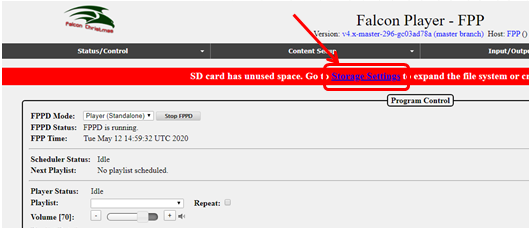 Falcon Christmas
Falcon Player - FPP
Version: v4.x-master-296-gc03ad78a (master branch) Host: FPP ()
Status/Control
Content Setup
Input/Outp
SD card has unused space. Go to Storage Settings to expand the file system or cr
Program Control
FPPD Mode: Player (Standalone) Stop FPPD
FPPD Status: FPPD is running.
FPP Time: Tue May 12 14:59:32 UTC 2020
Scheduler Status: Idle
Next Playlist: No playlist scheduled.
Player Status: Idle
Playlist: Repeat:
Volume [70]: - +